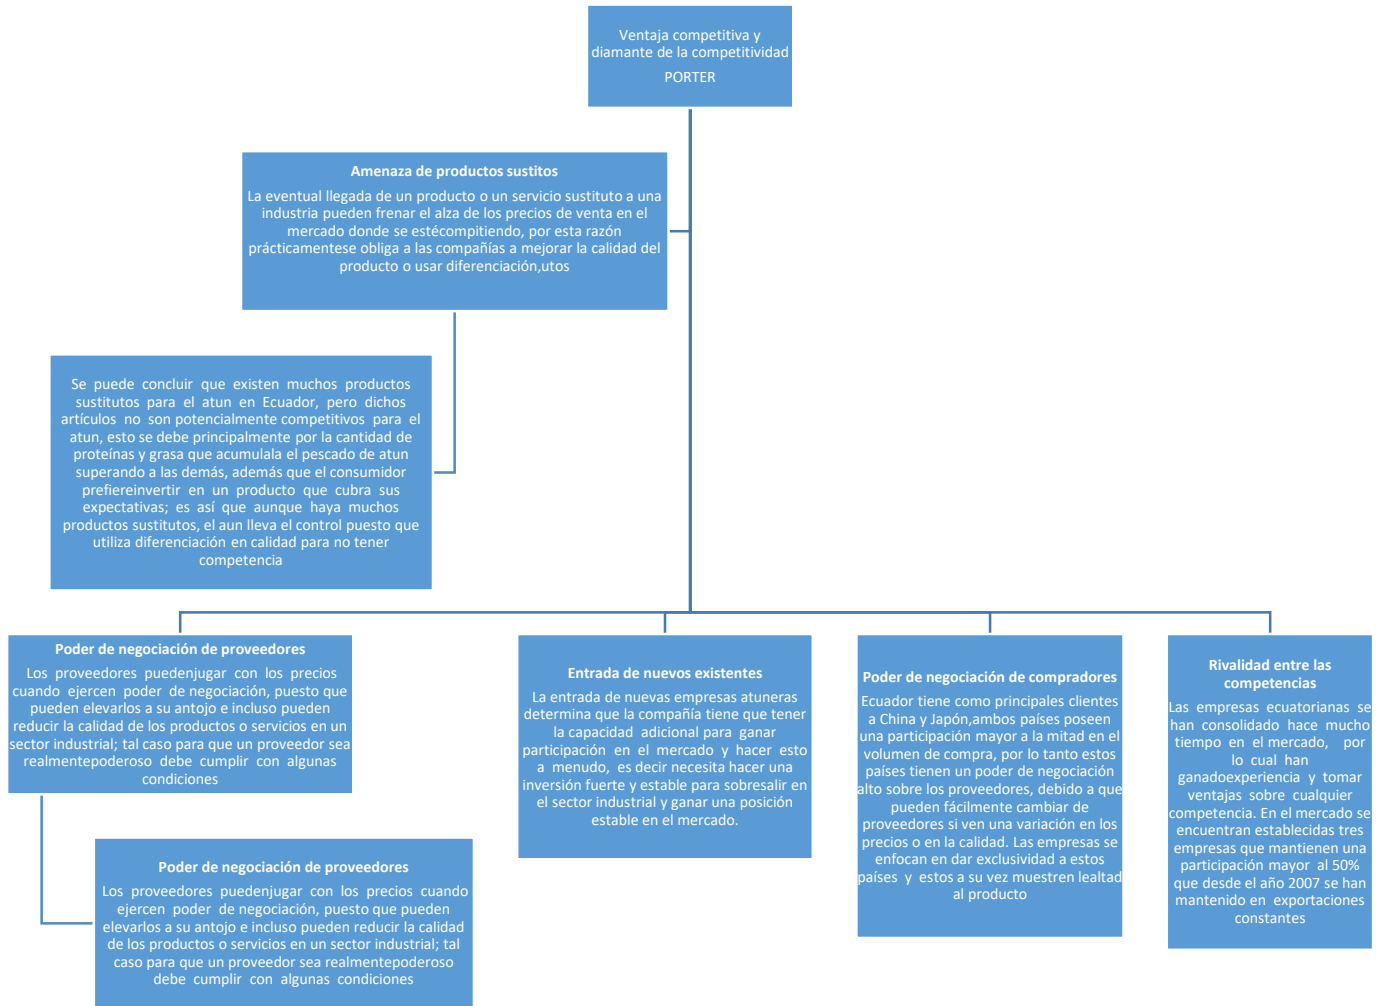 Ventaja competitiva y
diamante de la competitividad
PORTER
Amenaza de productos sustitos
La eventual llegada de un producto o un servicio sustituto a una
industria pueden frenar el alza de los precios de venta en el
mercado donde se estécompitiendo, por esta razón
prácticamentese obliga a las compañías a mejorar la calidad del
producto o usar diferenciación,utos
Se puede concluir que existen muchos productos
sustitutos para el atun en Ecuador, pero dichos
artículos no son potencialmente competitivos para el
atun, esto se debe principalmente por la cantidad de
proteínas y grasa que acumulala el pescado de atun
superando a las demás, además que el consumidor
prefiereinvertir en un producto que cubra sus
expectativas; es así que aunque haya muchos
productos sustitutos, el aun lleva el control puesto que
utiliza diferenciación en calidad para no tener
competencia
Poder de negociación de proveedores
Los proveedores puedenjugar con los precios
cuando ejercen poder de negociación, puesto que
pueden elevarlos a su antojo e incluso pueden
reducir la calidad de los productos o servicios en un
sector industrial; tal caso para que un proveedor sea
realmentepoderoso debe cumplir con algunas
condiciones
Poder de negociación de proveedores
Los proveedores puedenjugar con los precios cuando
ejercen poder de negociación, puesto que pueden
elevarlos a su antojo e incluso pueden reducir la calidad
de los productos o servicios en un sector industrial; tal
caso para que un proveedor sea realmentepoderoso
debe cumplir con algunas condiciones
Entrada de nuevos existentes
La entrada de nuevas empresas atuneras
determina que la compañía tiene que tener
la capacidad adicional para ganar
participación en el mercado y hacer esto
a menudo, es decir necesita hacer una
inversión fuerte y estable para sobresalir en
el sector industrial y ganar una posición
estable en el mercado.
Poder de negociación de compradores
Ecuador tiene como principales clientes
a China y Japón,ambos países poseen
una participación mayor a la mitad en el
volumen de compra, por lo tanto estos
países tienen un poder de negociación
alto sobre los proveedores, debido a que
pueden fácilmente cambiar de
proveedores si ven una variación en los
precios o en la calidad. Las empresas se
enfocan en dar exclusividad a estos
países y estos a su vez muestren lealtad
al producto
Rivalidad entre las
competencias
Las empresas ecuatorianas se
han consolidado hace mucho
tiempo en el mercado, por
lo cual han
ganadoexperiencia y tomar
ventajas sobre cualquier
competencia. En el mercado se
encuentran establecidas tres
empresas que mantienen una
participación mayor al 50%
que desde el año 2007 se han
mantenido en exportaciones
constantes